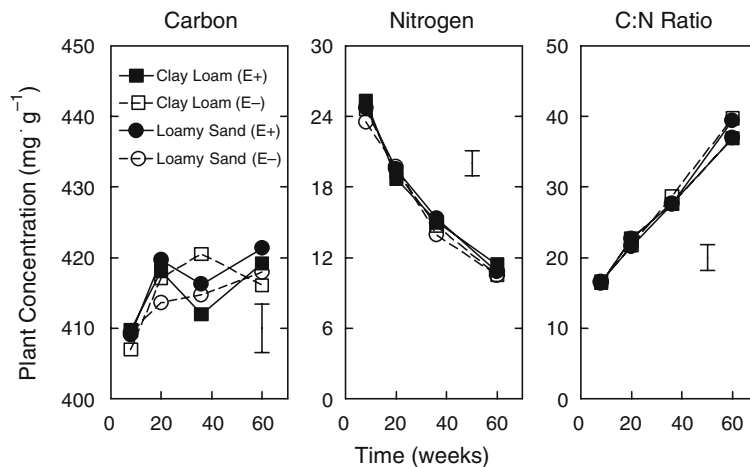 Carbon Nitrogen C:N Ratio
Plant Concentration (mg · g⁻¹)
450 30 50
440 24 40
430 18 30
420 12 20
410 6 10
400 0 0
Clay Loam (E+)
Clay Loam (E–)
Loamy Sand (E+)
Loamy Sand (E–)
0 20 40 60 0 20 40 60 0 20 40 60
Time (weeks)